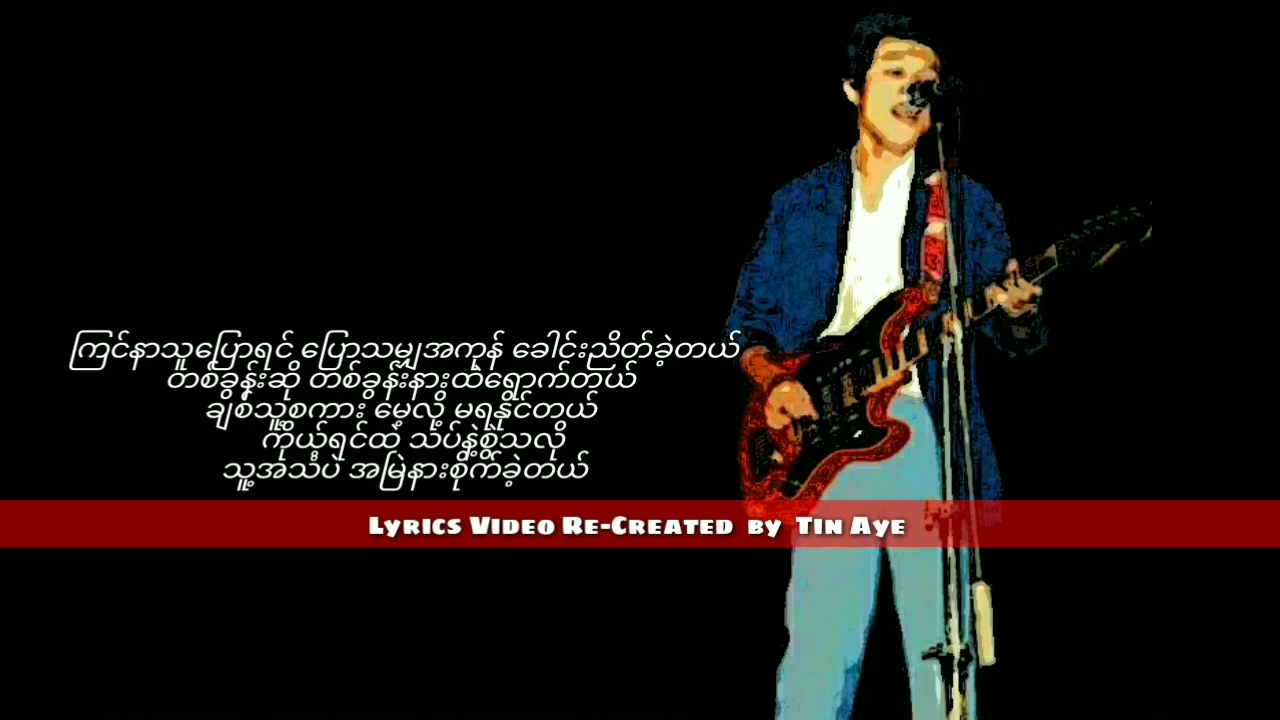 ကြင်နာသူပြောရင် ပြောသမျှအကုန် ခေါင်းညိတ်ခဲ့တယ်
တစ်ခွန်းဆို တစ်ခွန်းနားထဲရောက်တယ်
ချစ်သူ့စကား မေ့လို့ မရနိုင်တယ်
ကိုယ့်ရင်ထဲ သပ်နဲ့စွဲသလို
သူ့အသံပဲ အမြဲနားစိုက်ခဲ့တယ်
Lyrics Video Re-Created by Tin Aye